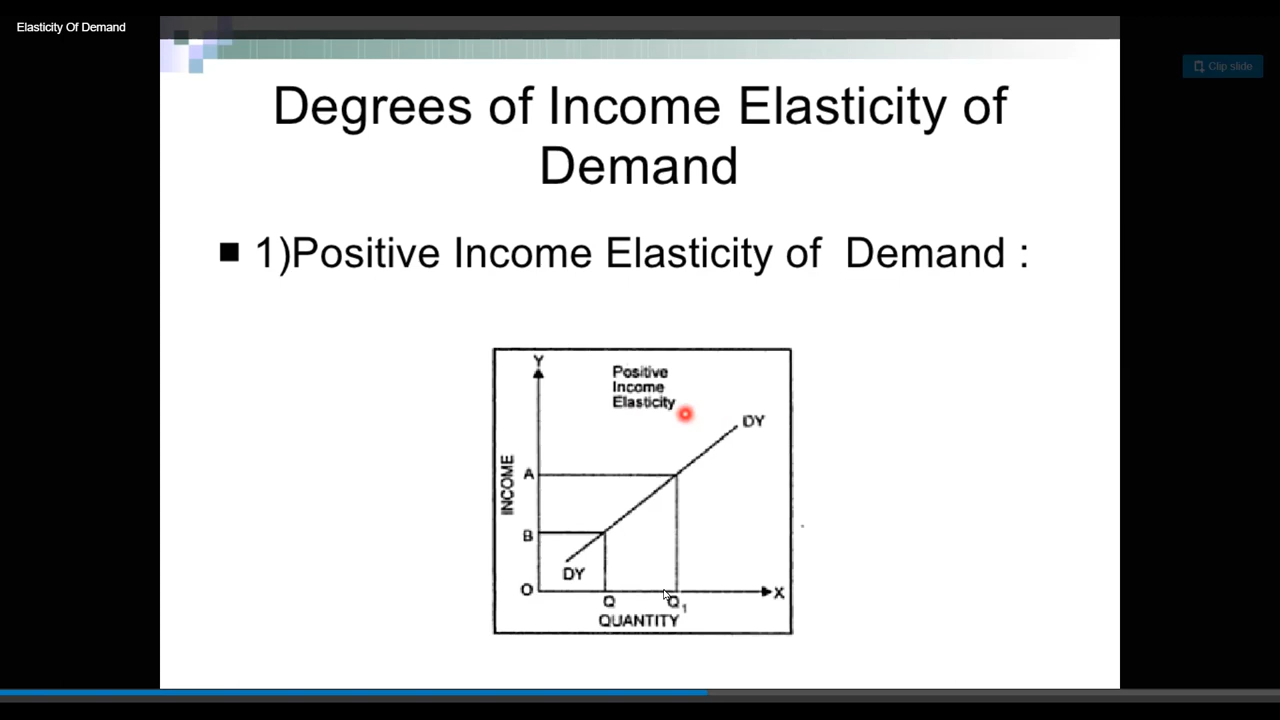 Elasticity Of Demand
Clip slide
Degrees of Income Elasticity of
Demand
1)Positive Income Elasticity of Demand :
Y
Positive
Income
Elasticity
DY
INCOME
A
B
DY
O
Q
Q1
X
QUANTITY